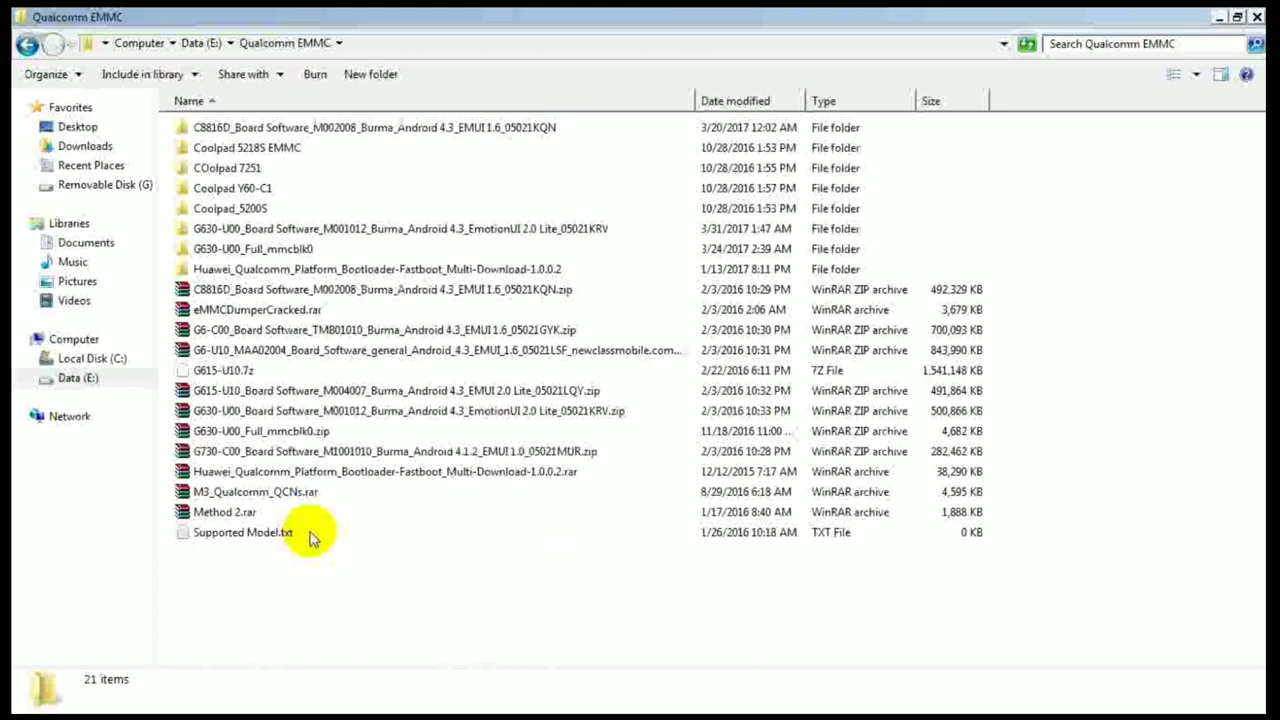 Qualcomm EMMC
Computer Data (E:) Qualcomm EMMC Search Qualcomm EMMC
Organize Include in library Share with Burn New folder
Favorites
Desktop
Downloads
Recent Places
Removable Disk (G)
Libraries
Documents
Music
Pictures
Videos
Computer
Local Disk (C:)
Data (E:)
Network
Name Date modified Type Size
C8816D_Board Software_M002008_Burma_Android 4.3_EMUI 1.6_05021KQN 3/20/2017 12:02 AM File folder
Coolpad 5218S EMMC 10/28/2016 1:53 PM File folder
COolpad 7251 10/28/2016 1:55 PM File folder
Coolpad Y60-C1 10/28/2016 1:57 PM File folder
Coolpad_5200S 10/28/2016 1:53 PM File folder
G630-U00_Board Software_M001012_Burma_Android 4.3_EmotionUI 2.0 Lite_05021KRV 3/31/2017 1:47 AM File folder
G630-U00_Full_mmcblk0 3/24/2017 2:39 AM File folder
Huawei_Qualcomm_Platform_Bootloader-Fastboot_Multi-Download-1.0.0.2 1/13/2017 8:11 PM File folder
C8816D_Board Software_M002008_Burma_Android 4.3_EMUI 1.6_05021KQN.zip 2/3/2016 10:29 PM WinRAR ZIP archive 492,329 KB
eMMCDumperCracked.rar 2/3/2016 2:06 AM WinRAR archive 3,679 KB
G6-C00_Board Software_TMB01010_Burma_Android 4.3_EMUI 1.6_05021GYK.zip 2/3/2016 10:30 PM WinRAR ZIP archive 700,093 KB
G6-U10_MAA02004_Board_Software_general_Android_4.3_EMUI_1.6_05021LSF_newclassmobile.com... 2/3/2016 10:31 PM WinRAR ZIP archive 843,990 KB
G615-U10.7z 2/22/2016 6:11 PM 7Z File 1,541,148 KB
G615-U10_Board Software_M004007_Burma_Android 4.3_EMUI 2.0 Lite_05021LQY.zip 2/3/2016 10:32 PM WinRAR ZIP archive 491,864 KB
G630-U00_Board Software_M001012_Burma_Android 4.3_EmotionUI 2.0 Lite_05021KRV.zip 2/3/2016 10:33 PM WinRAR ZIP archive 500,866 KB
G630-U00_Full_mmcblk0.zip 11/18/2016 11:00 ... WinRAR ZIP archive 4,682 KB
G730-C00_Board Software_M1001010_Burma_Android 4.1.2_EMUI 1.0_05021MUR.zip 2/3/2016 10:28 PM WinRAR ZIP archive 282,462 KB
Huawei_Qualcomm_Platform_Bootloader-Fastboot_Multi-Download-1.0.0.2.rar 12/12/2015 7:17 AM WinRAR archive 38,290 KB
M3_Qualcomm_QCNs.rar 8/29/2016 6:18 AM WinRAR archive 4,595 KB
Method 2.rar 1/17/2016 8:40 AM WinRAR archive 1,888 KB
Supported Model.txt 1/26/2016 10:18 AM TXT File 0 KB
21 items